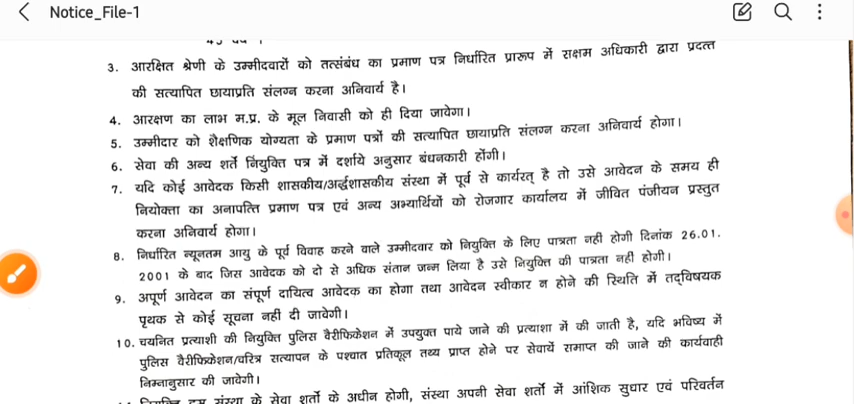 Notice_File-1
3. आरक्षित श्रेणी के उम्मीदवारों को तत्संबंध का प्रमाण पत्र निर्धारित प्रारूप में सक्षम अधिकारी द्वारा प्रदत्त
की सत्यापित छायाप्रति संलग्न करना अनिवार्य है।
4. आरक्षण का लाभ म.प्र. के मूल निवासी को ही दिया जावेगा।
5. उम्मीदार को शैक्षणिक योग्यता के प्रमाण पत्रों की सत्यापित छायाप्रति संलग्न करना अनिवार्य होगा।
6. सेवा की अन्य शर्ते नियुक्ति पत्र में दर्शाये अनुसार बंधनकारी होंगी।
7. यदि कोई आवेदक किसी शासकीय/अर्द्धशासकीय संस्था में पूर्व से कार्यरत् है तो उसे आवेदन के समय ही
नियोक्ता का अनापत्ति प्रमाण पत्र एवं अन्य अभ्यार्थियों को रोजगार कार्यालय में जीवित पंजीयन प्रस्तुत
करना अनिवार्य होगा।
8. निर्धारित न्यूनतम आयु के पूर्व विवाह करने वाले उम्मीदवार को नियुक्ति के लिए पात्रता नही होगी दिनांक 26.01.
2001 के बाद जिस आवेदक को दो से अधिक संतान जन्म लिया है उसे नियुक्ति की पात्रता नही होगी।
9. अपूर्ण आवेदन का संपूर्ण दायित्व आवेदक का होगा तथा आवेदन स्वीकार न होने की स्थिति में तद्विषयक
पृथक से कोई सूचना नहीं दी जावेगी।
10. चयनित प्रत्याशी की नियुक्ति पुलिस वैरीफिकेशन में उपयुक्त पाये जाने की प्रत्याशा में की जाती है, यदि भविष्य में
पुलिस वैरीफिकेशन/चरित्र सत्यापन के पश्चात प्रतिकूल तथ्य प्राप्त होने पर सेवायें समाप्त की जाने की कार्यवाही
निम्नानुसार की जावेगी।
संस्था के सेवा शर्तो के अधीन होगी, संस्था अपनी सेवा शर्तो में आंशिक सुधार एवं परिवर्तन